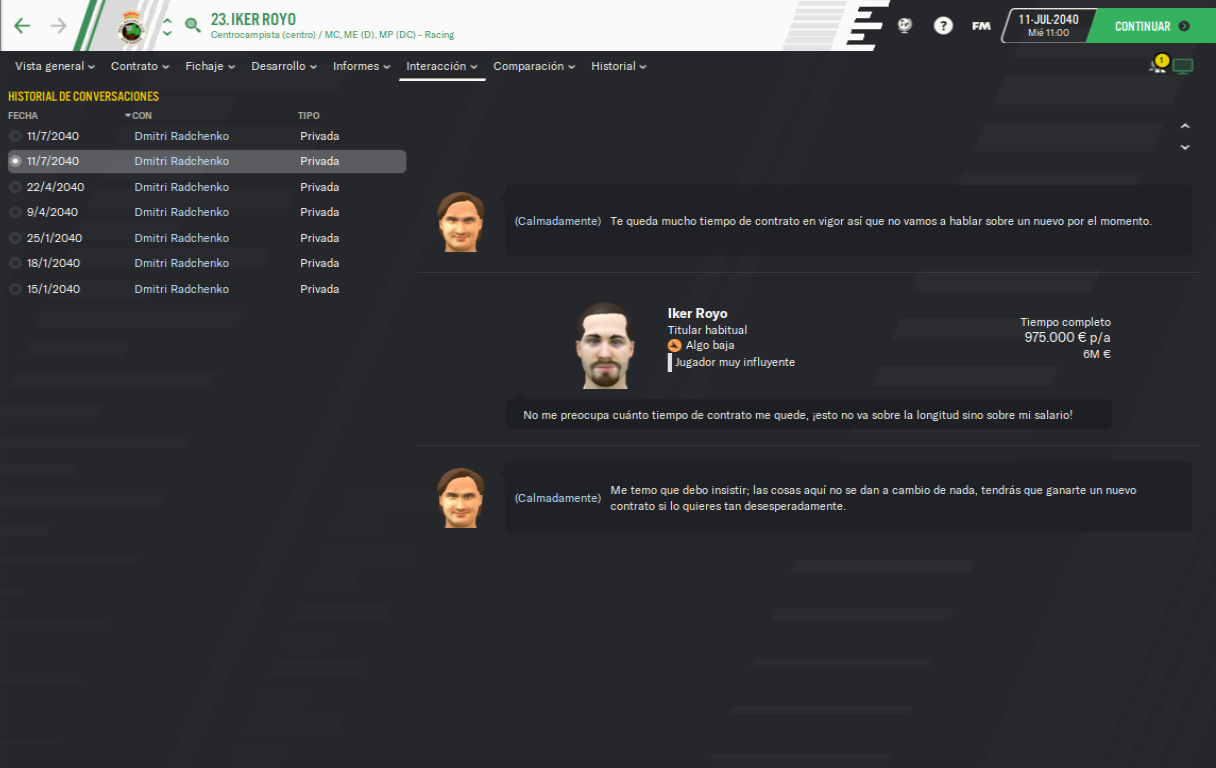 23. IKER ROYO
Centrocampista (centro) / MC, ME (D), MP (DC) - Racing
?
FM
11-JUL-2040
Mié 11:00
CONTINUAR
Vista general
Contrato
Fichaje
Desarrollo
Informes
Interacción
Comparación
Historial
1
HISTORIAL DE CONVERSACIONES
FECHA CON TIPO
11/7/2040 Dmitri Radchenko Privada
11/7/2040 Dmitri Radchenko Privada
22/4/2040 Dmitri Radchenko Privada
9/4/2040 Dmitri Radchenko Privada
25/1/2040 Dmitri Radchenko Privada
18/1/2040 Dmitri Radchenko Privada
15/1/2040 Dmitri Radchenko Privada
(Calmadamente) Te queda mucho tiempo de contrato en vigor así que no vamos a hablar sobre un nuevo por el momento.
Iker Royo
Titular habitual
Algo baja
Jugador muy influyente
Tiempo completo
975.000 € p/a
6M €
No me preocupa cuánto tiempo de contrato me quede, ¡esto no va sobre la longitud sino sobre mi salario!
(Calmadamente) Me temo que debo insistir; las cosas aquí no se dan a cambio de nada, tendrás que ganarte un nuevo
contrato si lo quieres tan desesperadamente.